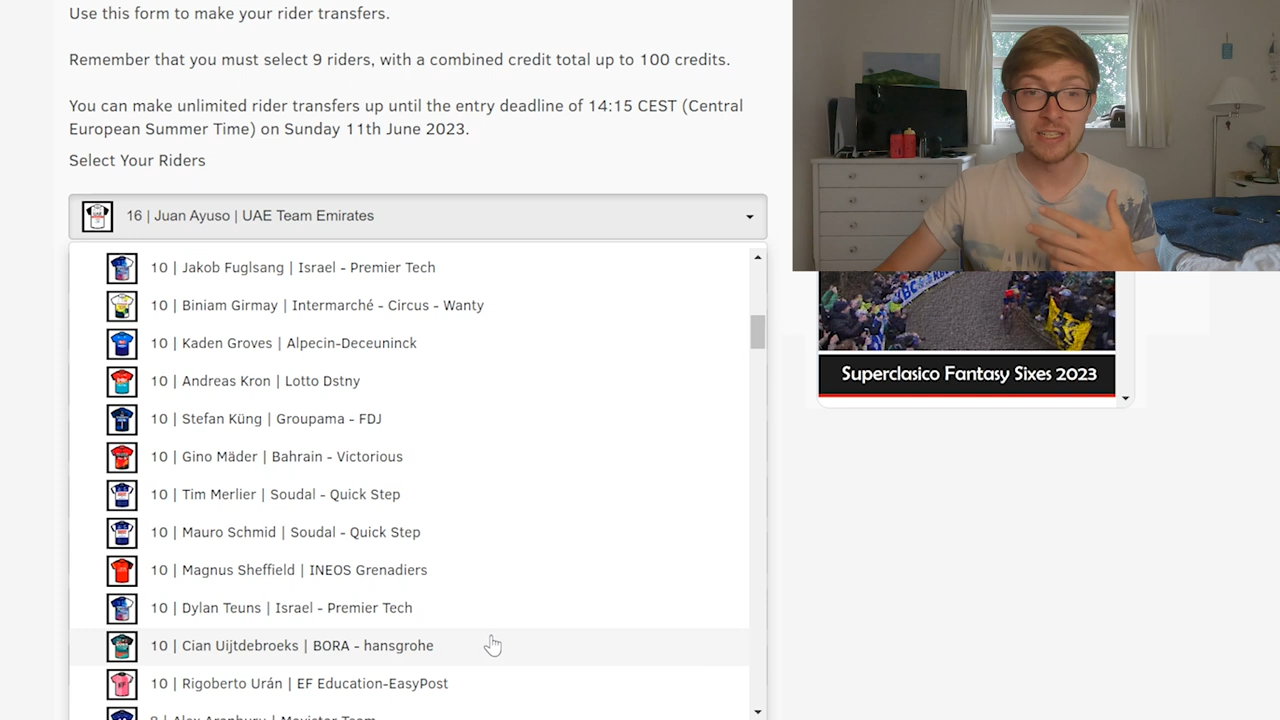 Use this form to make your rider transfers.
Remember that you must select 9 riders, with a combined credit total up to 100 credits.
You can make unlimited rider transfers up until the entry deadline of 14:15 CEST (Central
European Summer Time) on Sunday 11th June 2023.
Select Your Riders
16 | Juan Ayuso | UAE Team Emirates
10 | Jakob Fuglsang | Israel - Premier Tech
10 | Biniam Girmay | Intermarché - Circus - Wanty
10 | Kaden Groves | Alpecin-Deceuninck
10 | Andreas Kron | Lotto Dstny
10 | Stefan Küng | Groupama - FDJ
10 | Gino Mäder | Bahrain - Victorious
10 | Tim Merlier | Soudal - Quick Step
10 | Mauro Schmid | Soudal - Quick Step
10 | Magnus Sheffield | INEOS Grenadiers
10 | Dylan Teuns | Israel - Premier Tech
10 | Cian Uijtdebroeks | BORA - hansgrohe
10 | Rigoberto Urán | EF Education-EasyPost
Superclasico Fantasy Sixes 2023